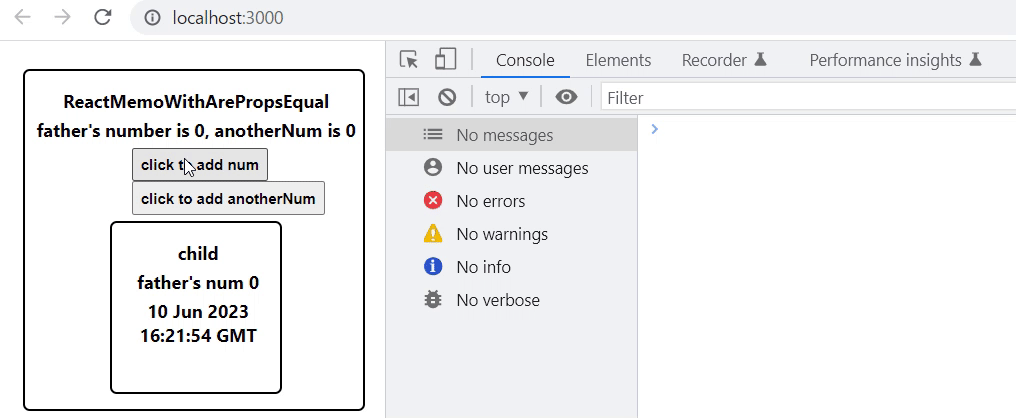 localhost:3000
ReactMemoWithArePropsEqual
father's number is 0, anotherNum is 0
click to add num
click to add anotherNum
child
father's num 0
10 Jun 2023
16:21:54 GMT
Console Elements Recorder Performance insights
top Filter
No messages
No user messages
No errors
No warnings
No info
No verbose